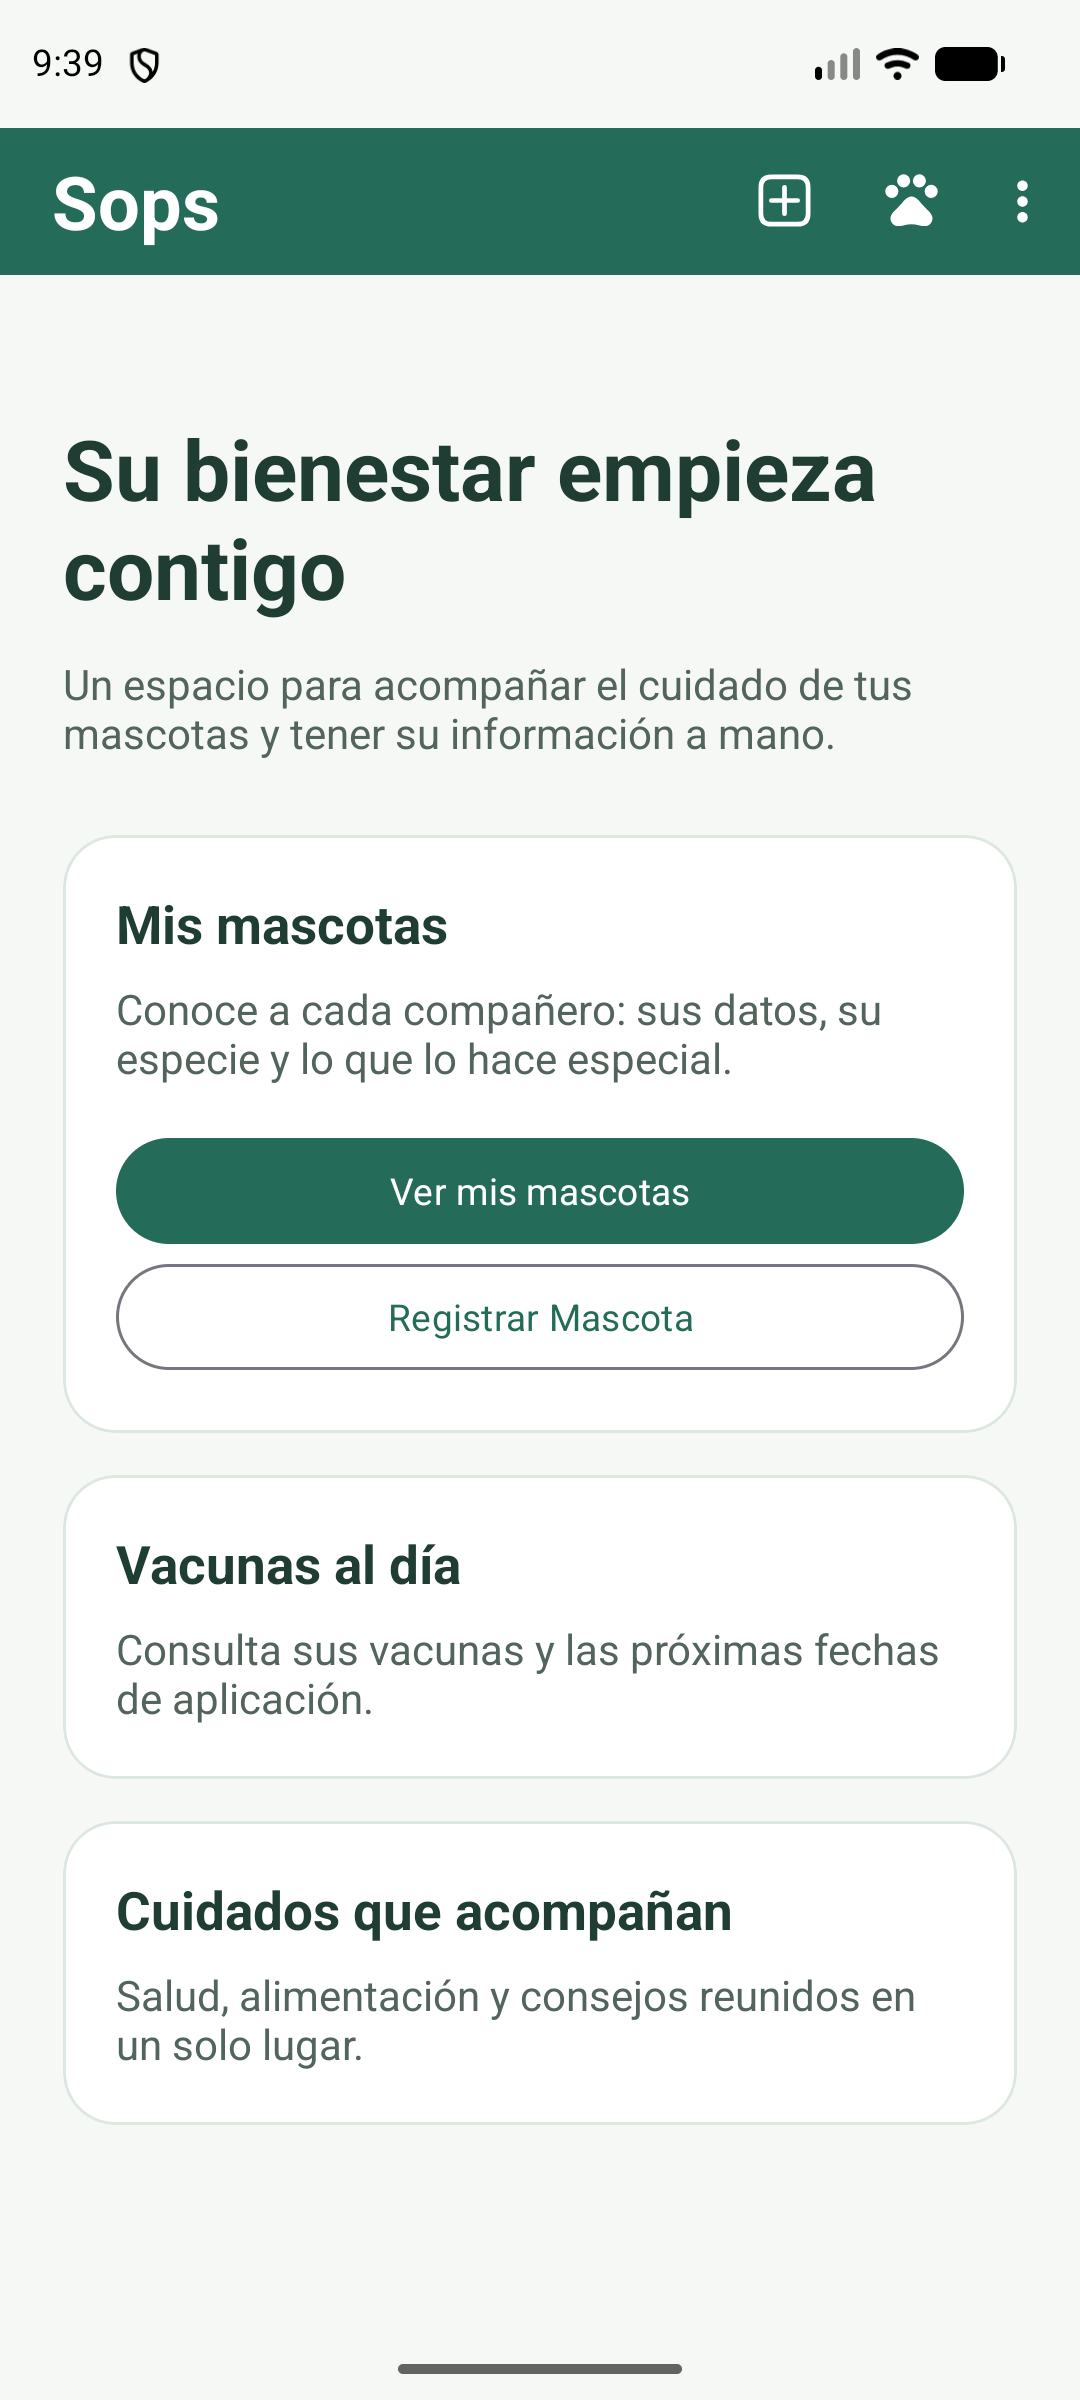 9:39
Sops
Su bienestar empieza
contigo
Un espacio para acompañar el cuidado de tus
mascotas y tener su información a mano.
Mis mascotas
Conoce a cada compañero: sus datos, su
especie y lo que lo hace especial.
Ver mis mascotas
Registrar Mascota
Vacunas al día
Consulta sus vacunas y las próximas fechas
de aplicación.
Cuidados que acompañan
Salud, alimentación y consejos reunidos en
un solo lugar.